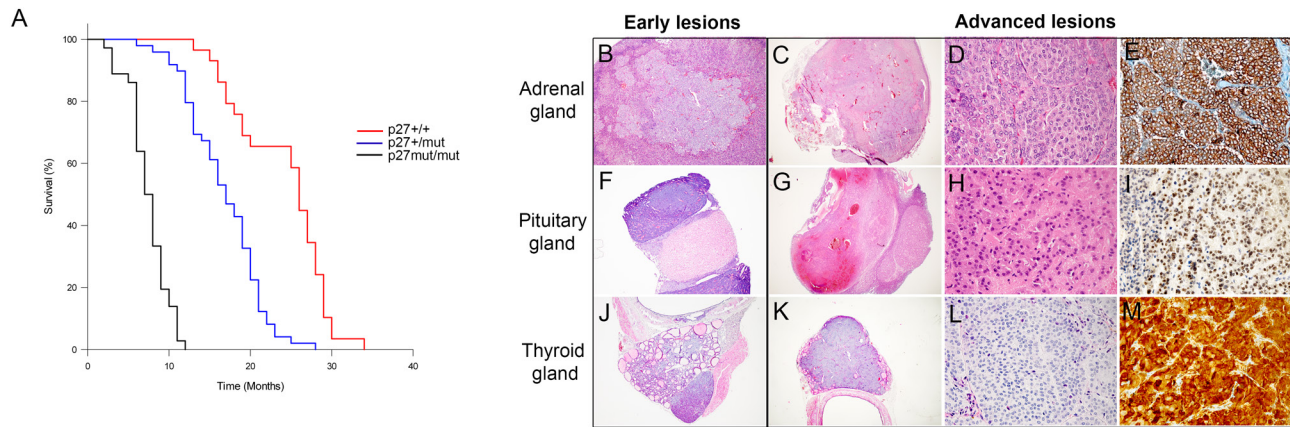 A
Survival (%)
100
80
60
40
20
0
0 10 20 30 40
Time (Months)
p27+/+
p27+/mut
p27mut/mut
Early lesions
Advanced lesions
Adrenal
gland
B
C
D
E
Pituitary
gland
F
G
H
I
Thyroid
gland
J
K
L
M